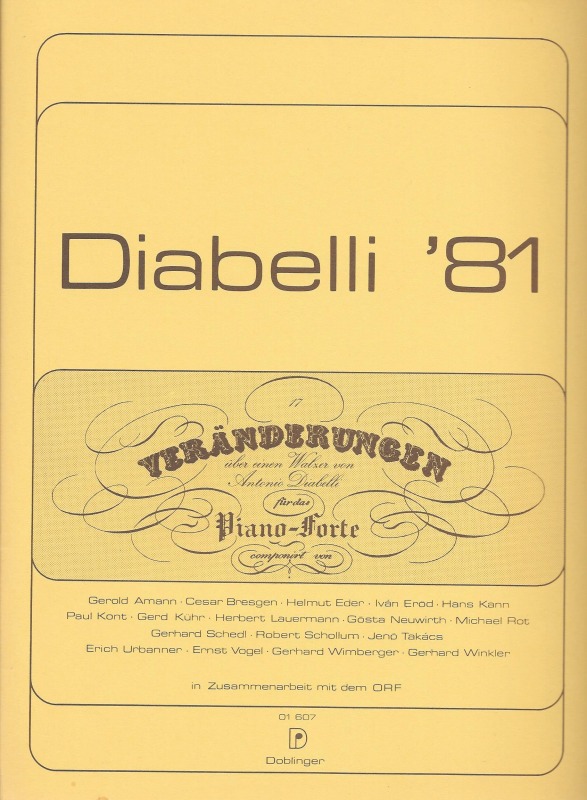 Diabelli '81
17
VERÄNDERUNGEN
über einen Walzer von
Antonio Diabelli
für das
Piano-Forte
componirt von
Gerold Amann · Cesar Bresgen · Helmut Eder · Iván Eröd · Hans Kann
Paul Kont · Gerd Kühr · Herbert Lauermann · Gösta Neuwirth · Michael Rot
Gerhard Schedl · Robert Schollum · Jenö Takács
Erich Urbanner · Ernst Vogel · Gerhard Wimberger · Gerhard Winkler
in Zusammenarbeit mit dem ORF
01 607
D
Doblinger